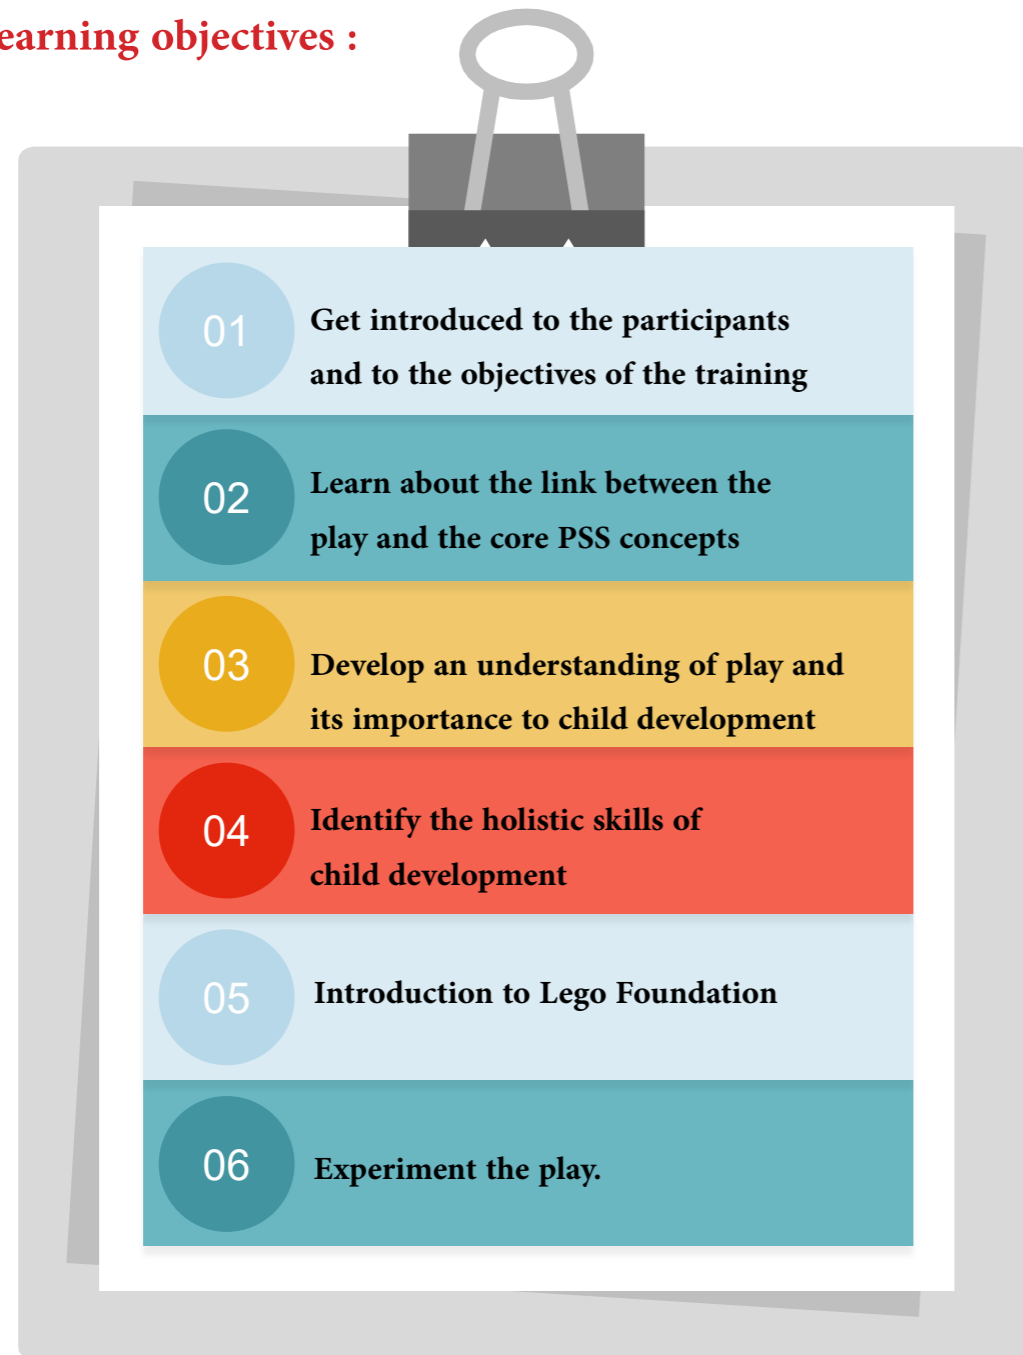 earning objectives :
01
Get introduced to the participants
and to the objectives of the training
02
Learn about the link between the
play and the core PSS concepts
03
Develop an understanding of play and
its importance to child development
04
Identify the holistic skills of
child development
05
Introduction to Lego Foundation
06
Experiment the play.